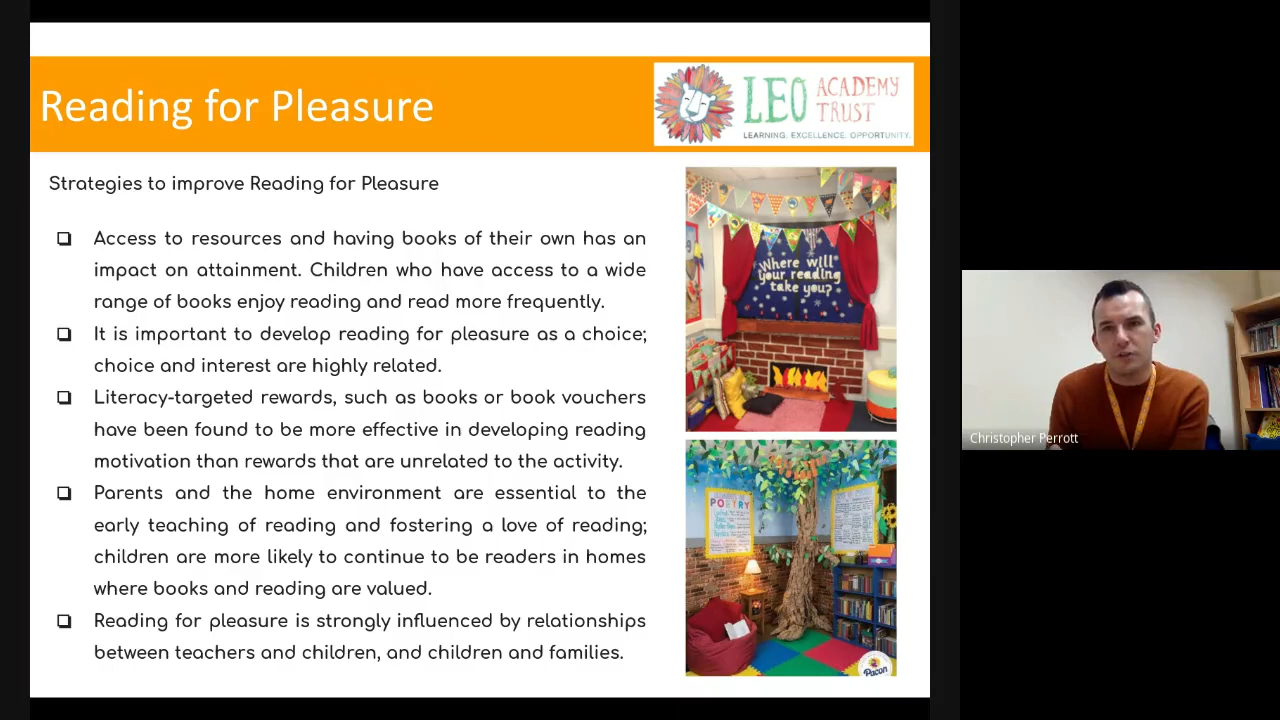 Reading for Pleasure
LEO
ACADEMY
TRUST
LEARNING. EXCELLENCE. OPPORTUNITY.
Strategies to improve Reading for Pleasure
❏ Access to resources and having books of their own has an
impact on attainment. Children who have access to a wide
range of books enjoy reading and read more frequently.
❏ It is important to develop reading for pleasure as a choice;
choice and interest are highly related.
❏ Literacy-targeted rewards, such as books or book vouchers
have been found to be more effective in developing reading
motivation than rewards that are unrelated to the activity.
❏ Parents and the home environment are essential to the
early teaching of reading and fostering a love of reading;
children are more likely to continue to be readers in homes
where books and reading are valued.
❏ Reading for pleasure is strongly influenced by relationships
between teachers and children, and children and families.
Where will
your reading
take you?
POETRY
Pacon
Christopher Perrott